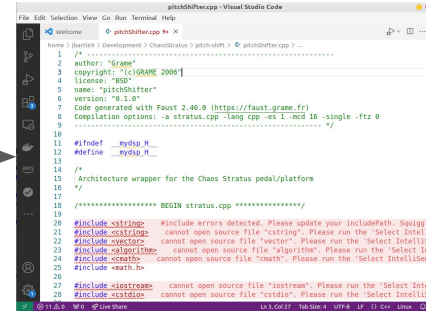 pitchShifter.cpp - Visual Studio Code
File Edit Selection View Go Run Terminal Help
Welcome pitchShifter.cpp 9+
home > jbartle9 > Development > ChaosStratus > pitch-shift > pitchShifter.cpp > ...
1 /* ------------------------------------------------------------
2 author: "Grame"
3 copyright: "(c)GRAME 2006"
4 license: "BSD"
5 name: "pitchShifter"
6 version: "0.1.0"
7 Code generated with Faust 2.40.0 (https://faust.grame.fr)
8 Compilation options: -a stratus.cpp -lang cpp -es 1 -mcd 16 -single -ftz 0
9 ------------------------------------------------------------ */
10
11 #ifndef __mydsp_H__
12 #define __mydsp_H__
13
14 /*
15 Architecture wrapper for the Chaos Stratus pedal/platform
16 */
17
18 /******************* BEGIN stratus.cpp ****************/
19
20 #include <string> #include errors detected. Please update your includePath. Squiggl
21 #include <cstring> cannot open source file "cstring". Please run the 'Select Intel
22 #include <vector> cannot open source file "vector". Please run the 'Select IntelliS
23 #include <algorithm> cannot open source file "algorithm". Please run the 'Select In
24 #include <cmath> cannot open source file "cmath". Please run the 'Select IntelliSen
25 #include <math.h>
26
27 #include <iostream> cannot open source file "iostream". Please run the 'Select Inte
28 #include <cstdio> cannot open source file "cstdio". Please run the 'Select IntelliS
aws
11 0 0 Live Share Ln 3, Col 27 Tab Size: 4 UTF-8 LF {} C++ Linux